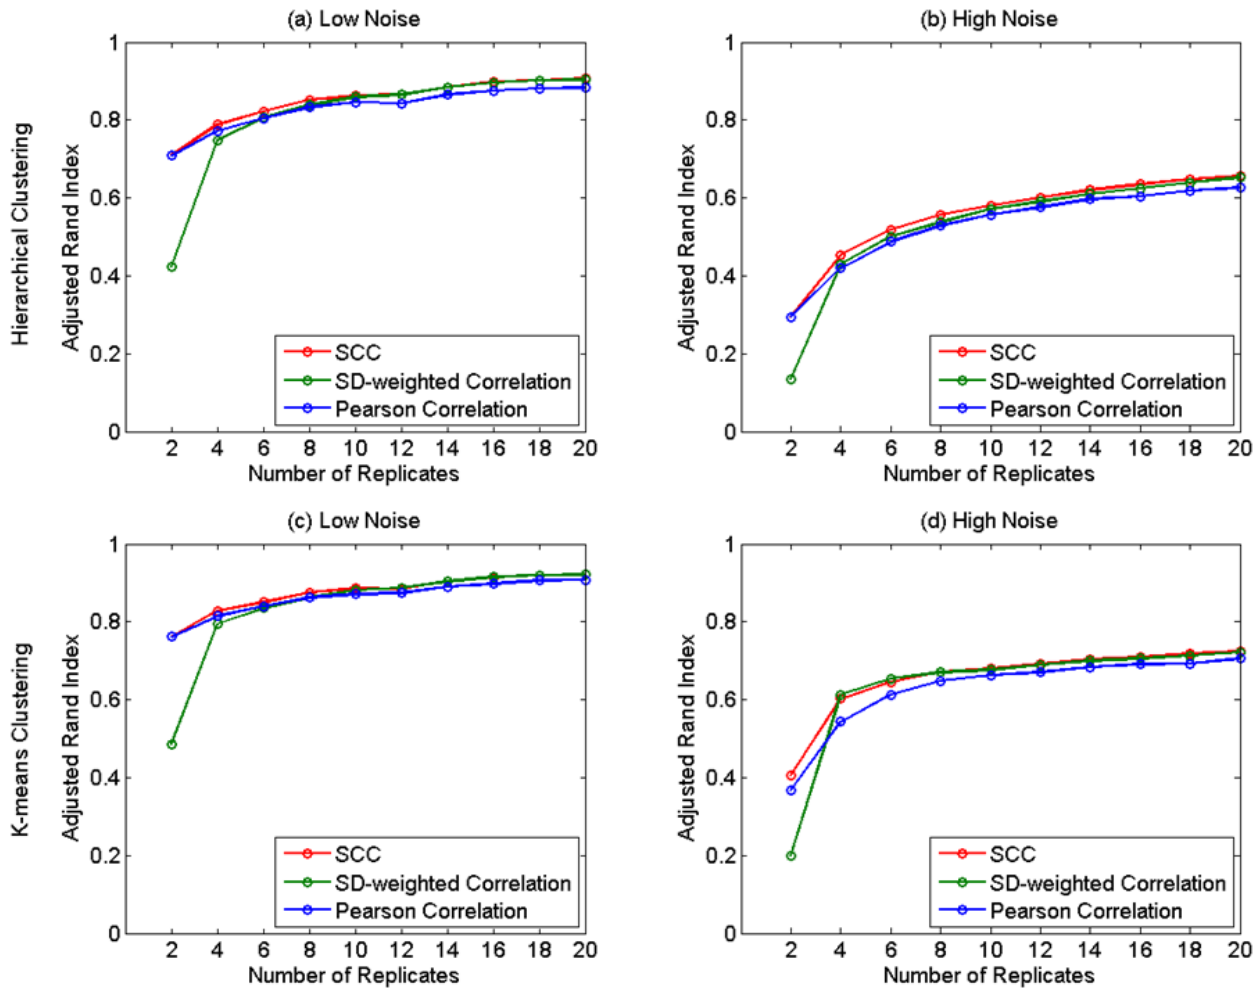 (a) Low Noise
Hierarchical Clustering
Adjusted Rand Index
1
0.8
0.6
0.4
0.2
0
SCC
SD-weighted Correlation
Pearson Correlation
2 4 6 8 10 12 14 16 18 20
Number of Replicates
(b) High Noise
Adjusted Rand Index
1
0.8
0.6
0.4
0.2
0
SCC
SD-weighted Correlation
Pearson Correlation
2 4 6 8 10 12 14 16 18 20
Number of Replicates
(c) Low Noise
K-means Clustering
Adjusted Rand Index
1
0.8
0.6
0.4
0.2
0
SCC
SD-weighted Correlation
Pearson Correlation
2 4 6 8 10 12 14 16 18 20
Number of Replicates
(d) High Noise
Adjusted Rand Index
1
0.8
0.6
0.4
0.2
0
SCC
SD-weighted Correlation
Pearson Correlation
2 4 6 8 10 12 14 16 18 20
Number of Replicates